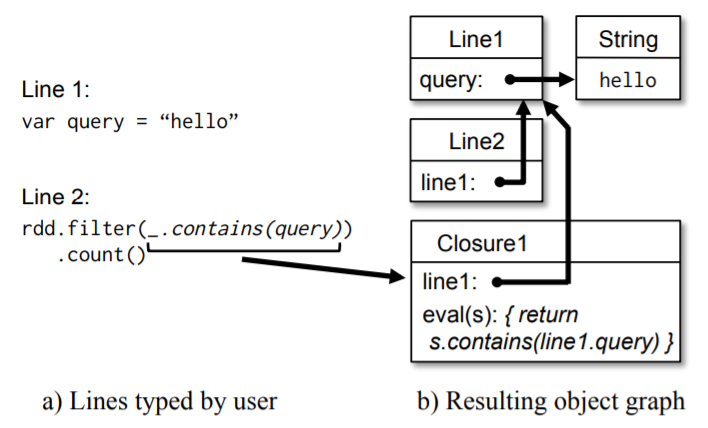 Line 1:
var query = “hello”
Line 2:
rdd.filter(_.contains(query))
.count()
a) Lines typed by user
Line1
query:
String
hello
Line2
line1:
Closure1
line1:
eval(s): { return
s.contains(line1.query) }
b) Resulting object graph